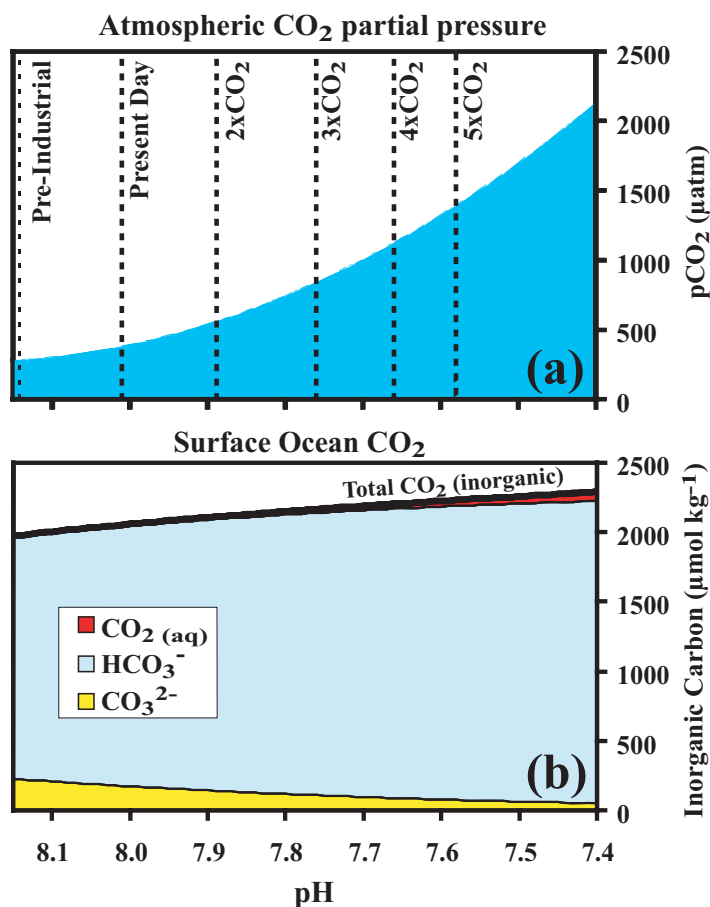 Atmospheric CO₂ partial pressure
Pre-Industrial
Present Day
2xCO₂
3xCO₂
4xCO₂
5xCO₂
2500
2000
1500
1000
500
0
pCO₂ (µatm)
(a)
Surface Ocean CO₂
Total CO₂ (inorganic)
CO₂ (aq)
HCO₃⁻
CO₃²⁻
2500
2000
1500
1000
500
0
Inorganic Carbon (µmol kg⁻¹)
(b)
8.1 8.0 7.9 7.8 7.7 7.6 7.5 7.4
pH